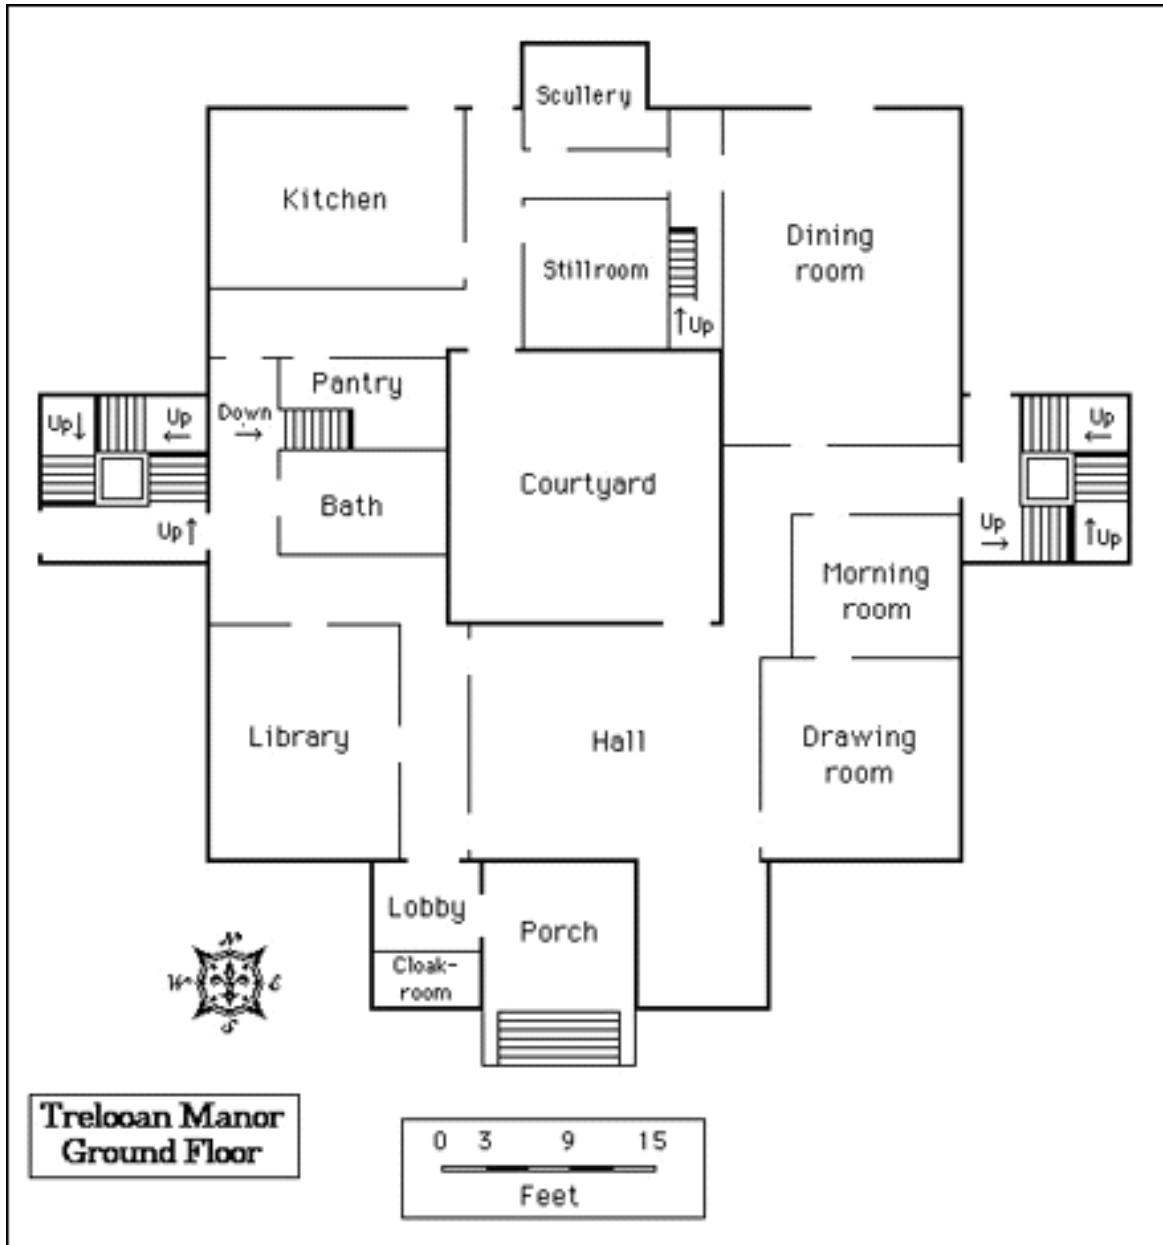 Scullery
Kitchen
Dining
room
Stillroom
↑Up
Pantry
Up↓
Up
←
Down
→
Up
←
Courtyard
Bath
Up↑
Up
→
↑Up
Morning
room
Library
Hall
Drawing
room
Lobby
Porch
Cloak-
room
N
W
E
S
Trelooan Manor
Ground Floor
0 3 9 15
Feet